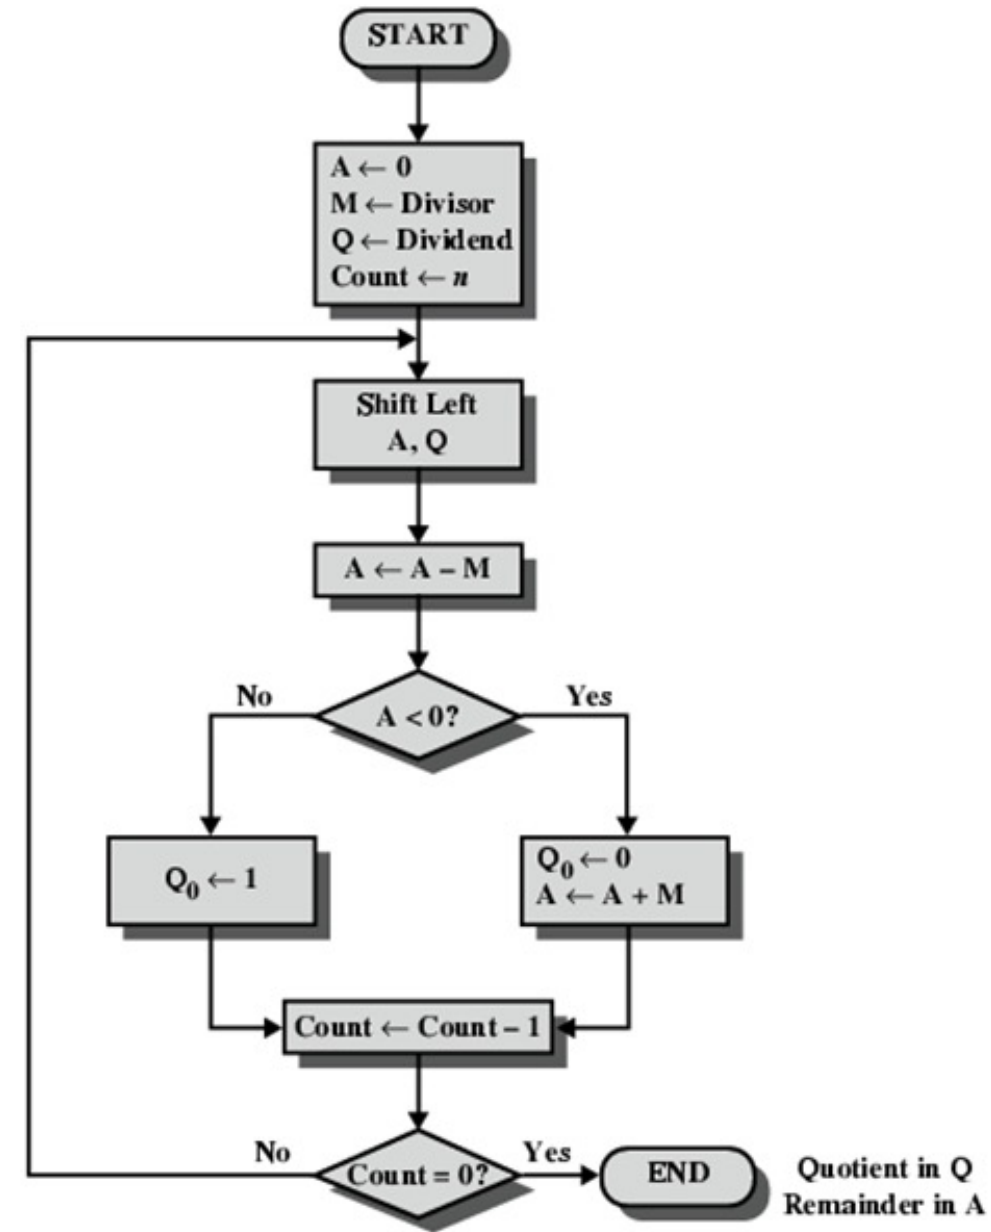 START
A ← 0
M ← Divisor
Q ← Dividend
Count ← n
Shift Left
A, Q
A ← A – M
No
A < 0?
Yes
Q₀ ← 1
Q₀ ← 0
A ← A + M
Count ← Count – 1
No
Count = 0?
Yes
END
Quotient in Q
Remainder in A